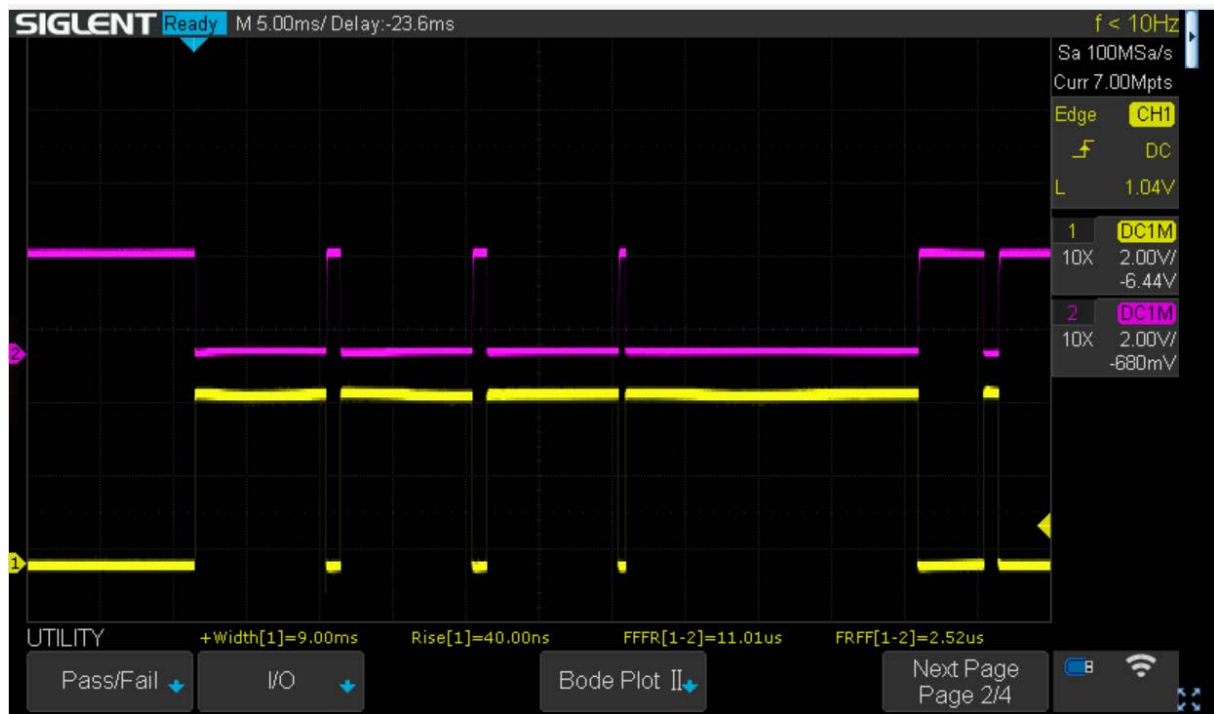 SIGLENT Ready M 5.00ms/ Delay:-23.6ms f < 10Hz
Sa 100MSa/s
Curr 7.00Mpts
Edge CH1
DC
L 1.04V
1 DC1M
10X 2.00V/
-6.44V
2 DC1M
10X 2.00V/
-680mV
2
1
UTILITY +Width[1]=9.00ms Rise[1]=40.00ns FFFR[1-2]=11.01us FRFF[1-2]=2.52us
Pass/Fail I/O Bode Plot II Next Page
Page 2/4